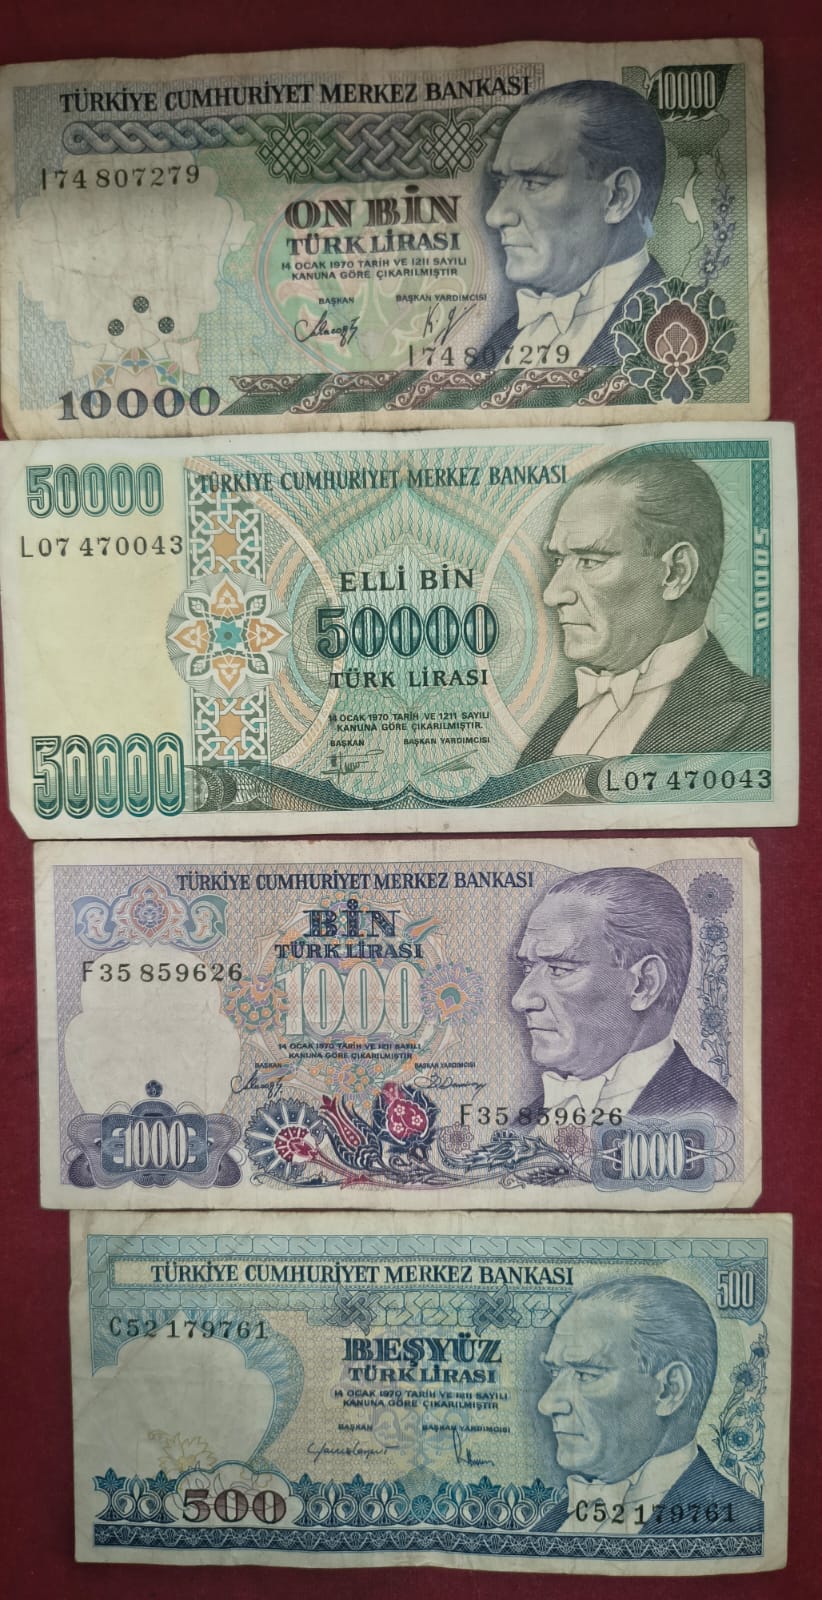 TÜRKİYE CUMHURİYET MERKEZ BANKASI
10000
I74 807279
ON BİN
TÜRK LİRASI
14 OCAK 1970 TARİH VE 1211 SAYILI
KANUNA GÖRE ÇIKARILMIŞTIR
BAŞKAN BAŞKAN YARDIMCISI
I74 807279
10000
50000
TÜRKİYE CUMHURİYET MERKEZ BANKASI
L07 470043
50000
ELLİ BİN
50000
TÜRK LİRASI
14 OCAK 1970 TARİH VE 1211 SAYILI
KANUNA GÖRE ÇIKARILMIŞTIR.
BAŞKAN BAŞKAN YARDIMCISI
50000
L07 470043
TÜRKİYE CUMHURİYET MERKEZ BANKASI
BİN
TÜRK LİRASI
F35 859626
1000
14 OCAK 1970 TARİH VE 1211 SAYILI
KANUNA GÖRE ÇIKARILMIŞTIR
BAŞKAN BAŞKAN YARDIMCISI
F35 859626
1000 1000
TÜRKİYE CUMHURİYET MERKEZ BANKASI
500
C52 179761
BEŞYÜZ
TÜRK LİRASI
14 OCAK 1970 TARİH VE 1211 SAYILI
KANUNA GÖRE ÇIKARILMIŞTIR
BAŞKAN BAŞKAN YARDIMCISI
500
C52 179761